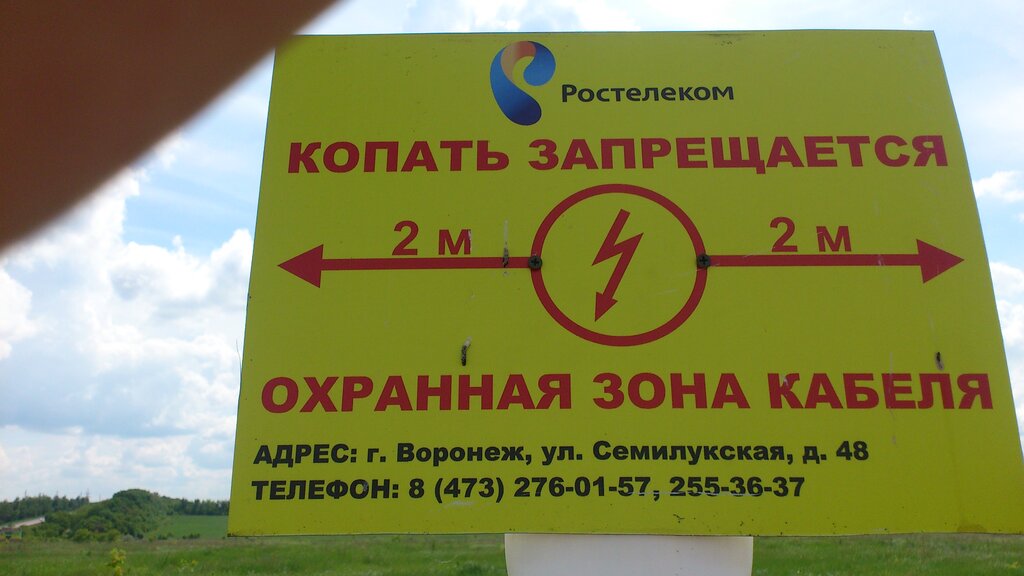 Ростелеком
КОПАТЬ ЗАПРЕЩАЕТСЯ
2 м 2 м
ОХРАННАЯ ЗОНА КАБЕЛЯ
АДРЕС: г. Воронеж, ул. Семилукская, д. 48
ТЕЛЕФОН: 8 (473) 276-01-57, 255-36-37